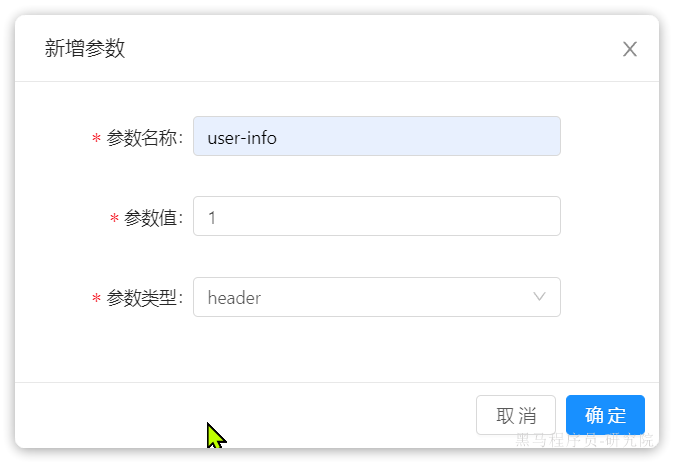 新增参数
* 参数名称: user-info
* 参数值: 1
* 参数类型: header
取消 确定
黑马程序员-研究院